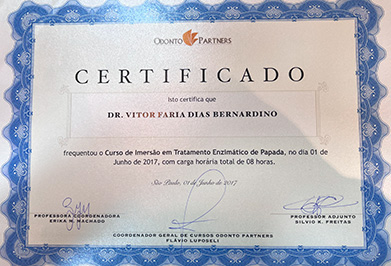 ODONTO PARTNERS
CERTIFICADO
Isto certifica que
DR. VITOR FARIA DIAS BERNARDINO
frequentou o Curso de Imersão em Tratamento Enzimático de Papada, no dia 01 de
Junho de 2017, com carga horária total de 08 horas.
São Paulo, 01 de Junho de 2017
PROFESSORA COORDENADORA
ERIKA M. MACHADO
PROFESSOR ADJUNTO
SILVIO K. FREITAS
COORDENADOR GERAL DE CURSOS ODONTO PARTNERS
FLÁVIO LUPOSELI